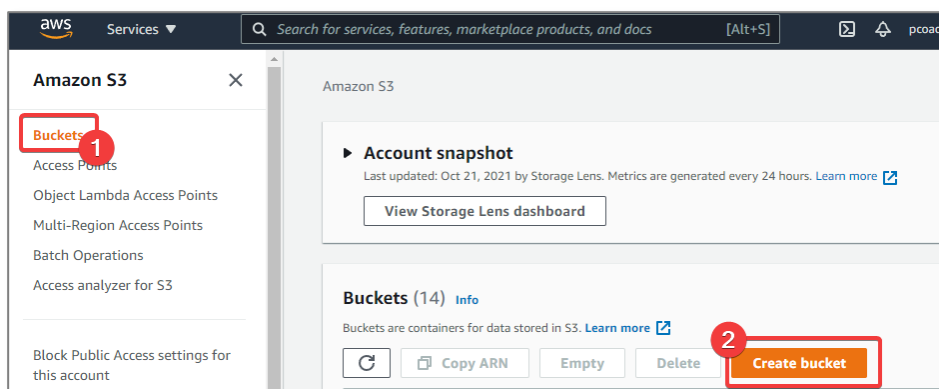 aws Services ▼ Search for services, features, marketplace products, and docs [Alt+S]
Amazon S3
Buckets
1
Access Points
Object Lambda Access Points
Multi-Region Access Points
Batch Operations
Access analyzer for S3
Block Public Access settings for
this account
Amazon S3
Account snapshot
Last updated: Oct 21, 2021 by Storage Lens. Metrics are generated every 24 hours. Learn more
View Storage Lens dashboard
Buckets (14) Info
Buckets are containers for data stored in S3. Learn more
2
Copy ARN Empty Delete Create bucket